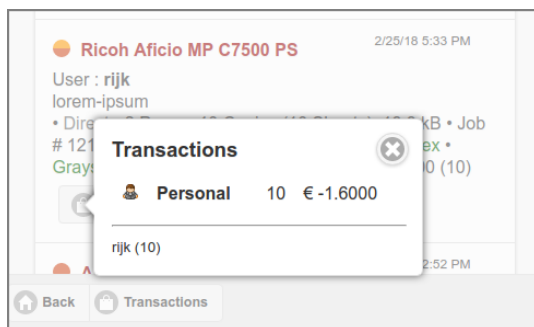 Ricoh Aficio MP C7500 PS 2/25/18 5:33 PM
User : rijk
lorem-ipsum
• kB • Job
# 121 ex •
Grays 0 (10)
Transactions
Personal 10 € -1.6000
rijk (10)
A 2:52 PM
Back Transactions